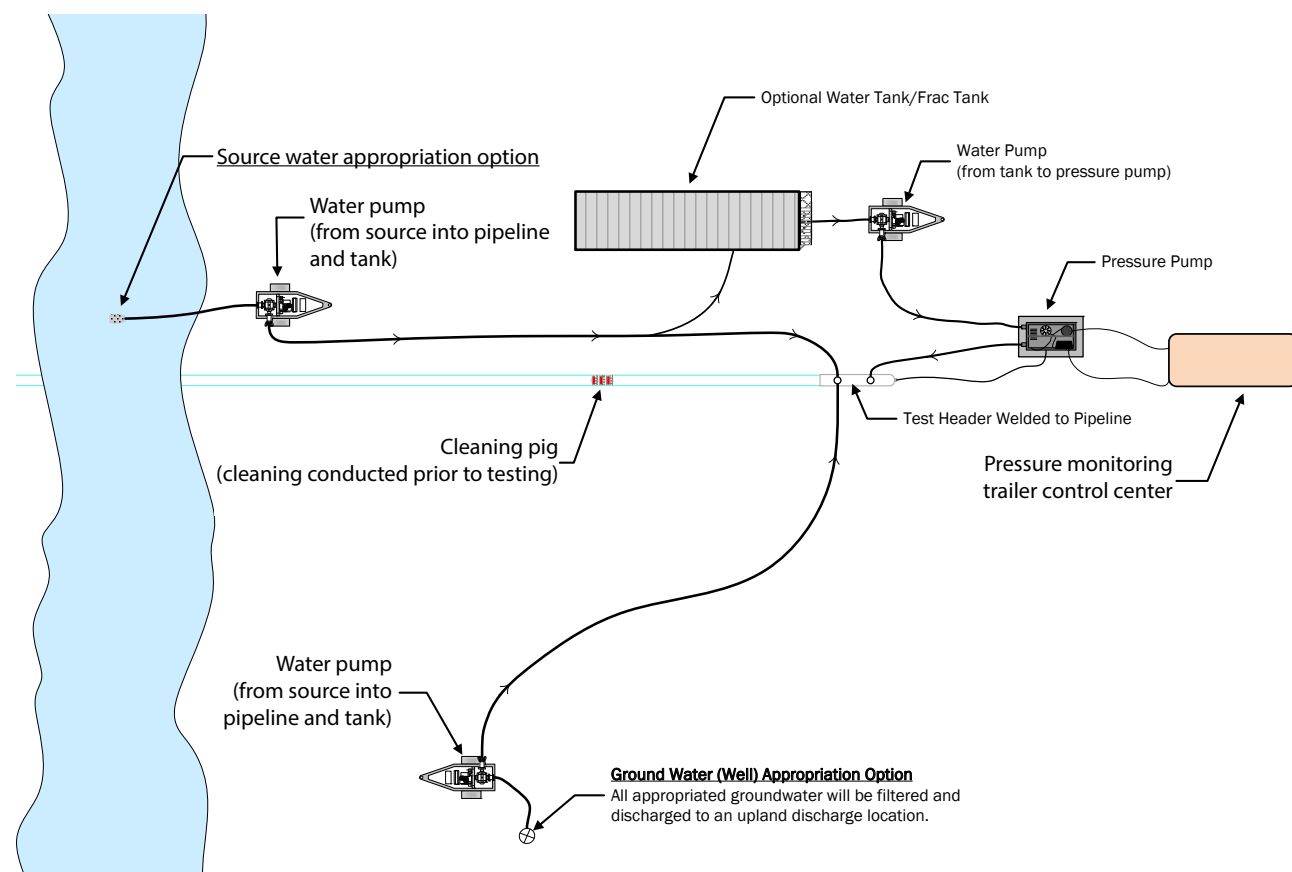 Optional Water Tank/Frac Tank
Source water appropriation option
Water Pump
(from tank to pressure pump)
Water pump
(from source into pipeline
and tank)
Pressure Pump
Test Header Welded to Pipeline
Cleaning pig
(cleaning conducted prior to testing)
Pressure monitoring
trailer control center
Water pump
(from source into
pipeline and tank)
Ground Water (Well) Appropriation Option
All appropriated groundwater will be filtered and
discharged to an upland discharge location.